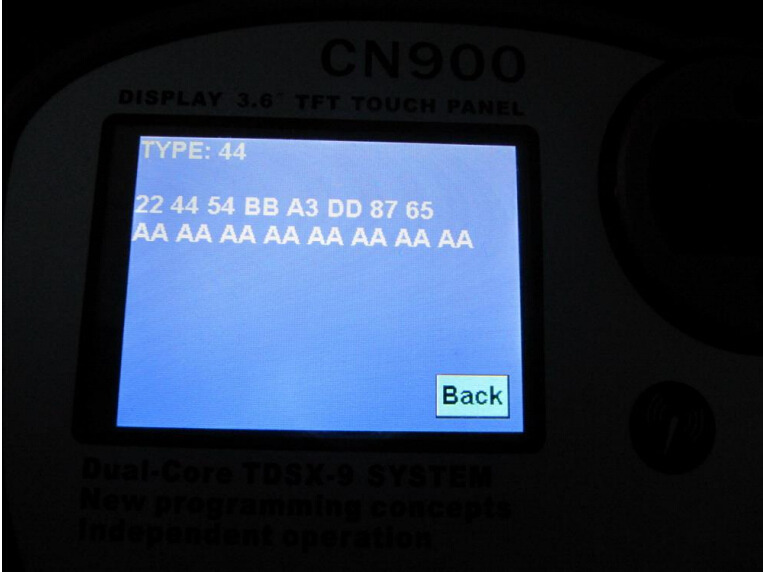 CN900
DISPLAY 3.6" TFT TOUCH PANEL
TYPE: 44
22 44 54 BB A3 DD 87 65
AA AA AA AA AA AA AA AA
Back
Dual-Core TDSX-9 SYSTEM
New programming concepts
Independent operation